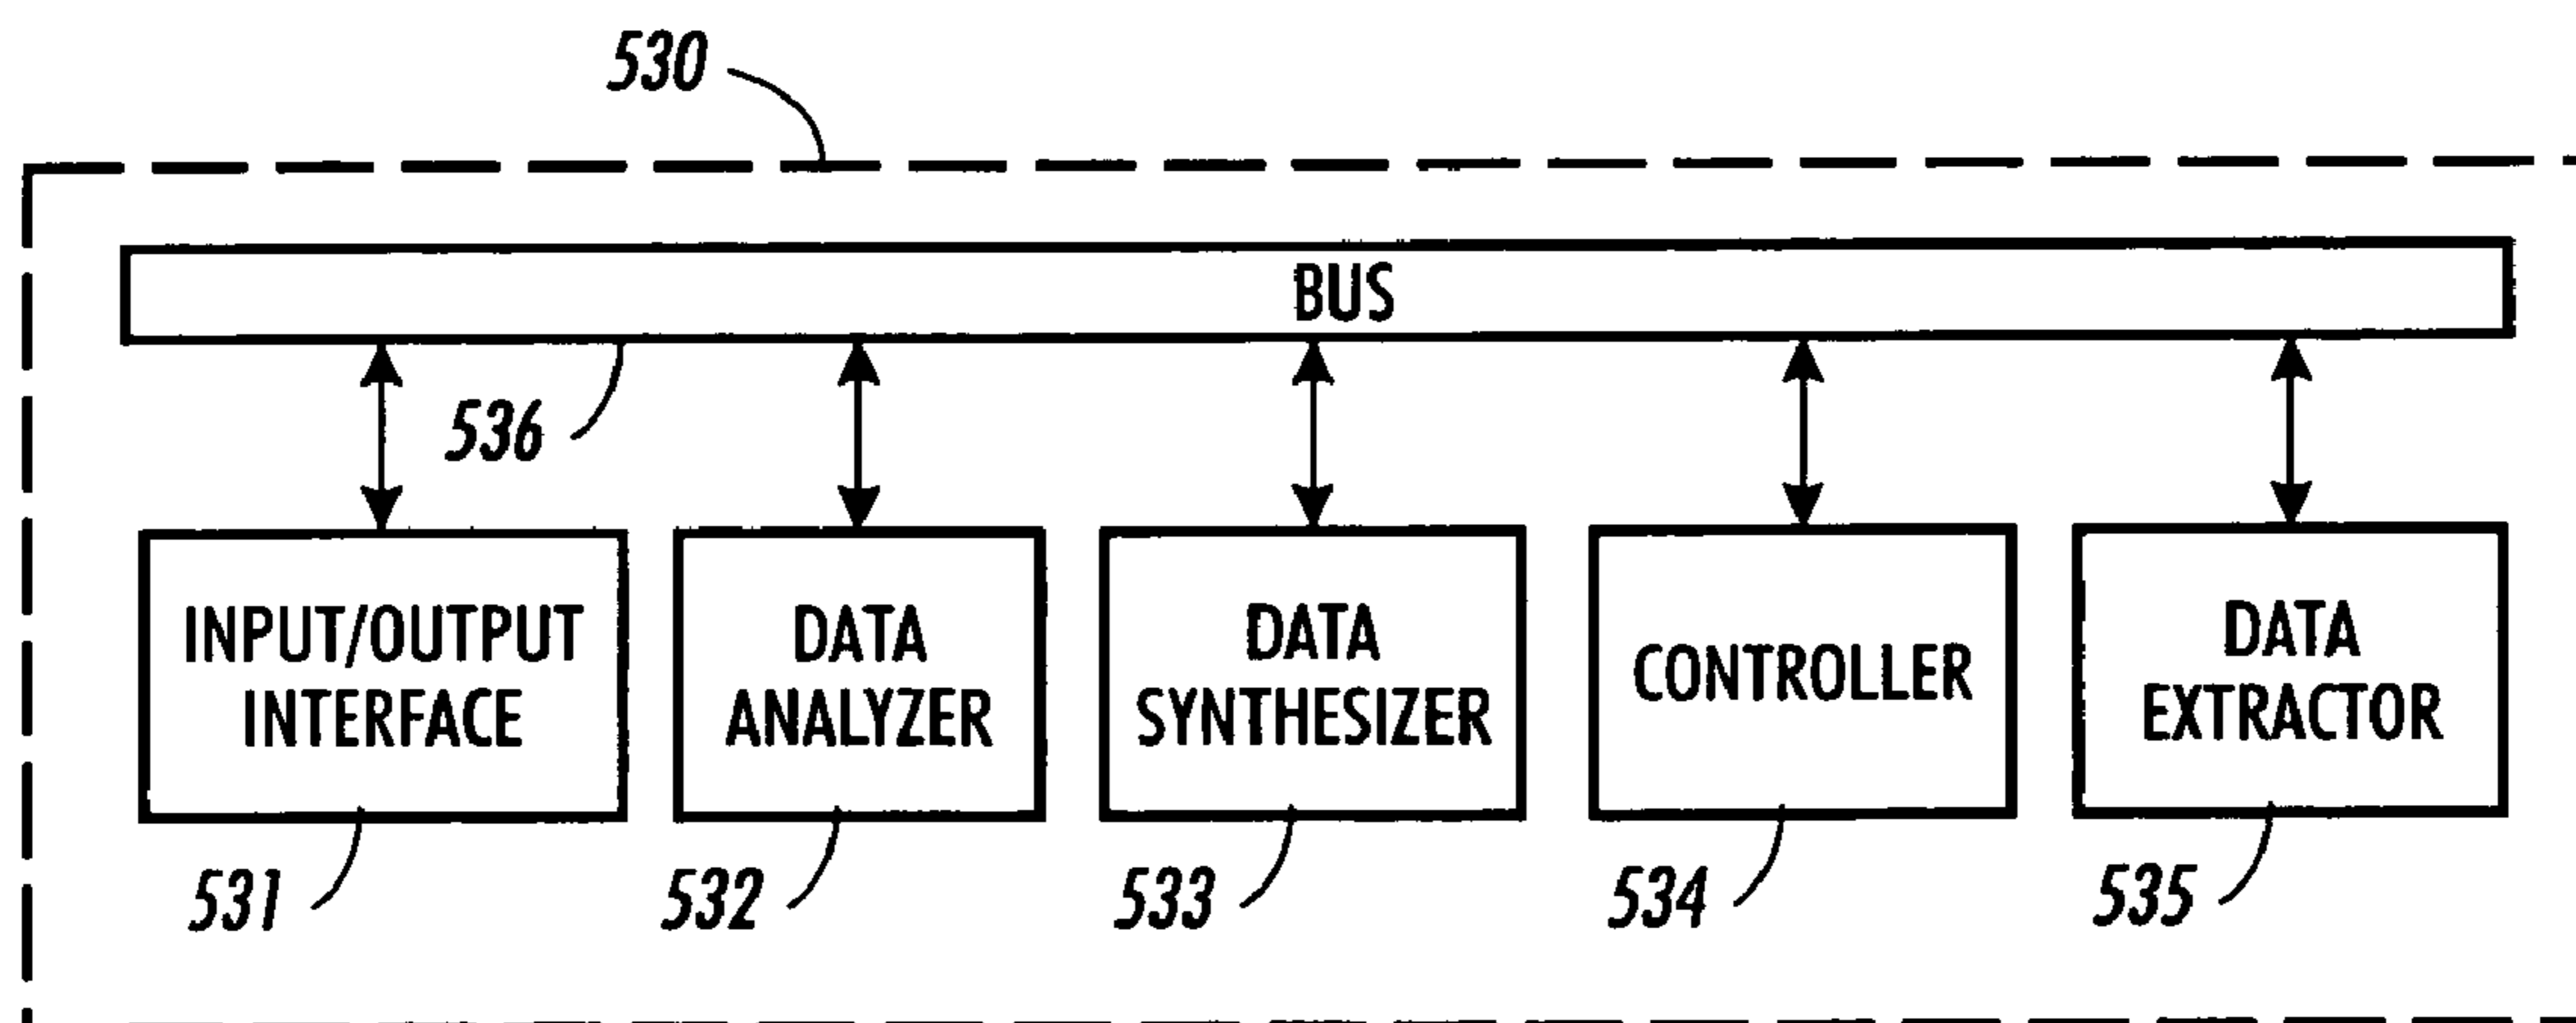 530
BUS
536
INPUT/OUTPUT
INTERFACE
DATA
ANALYZER
DATA
SYNTHESIZER
CONTROLLER
DATA
EXTRACTOR
531
532
533
534
535